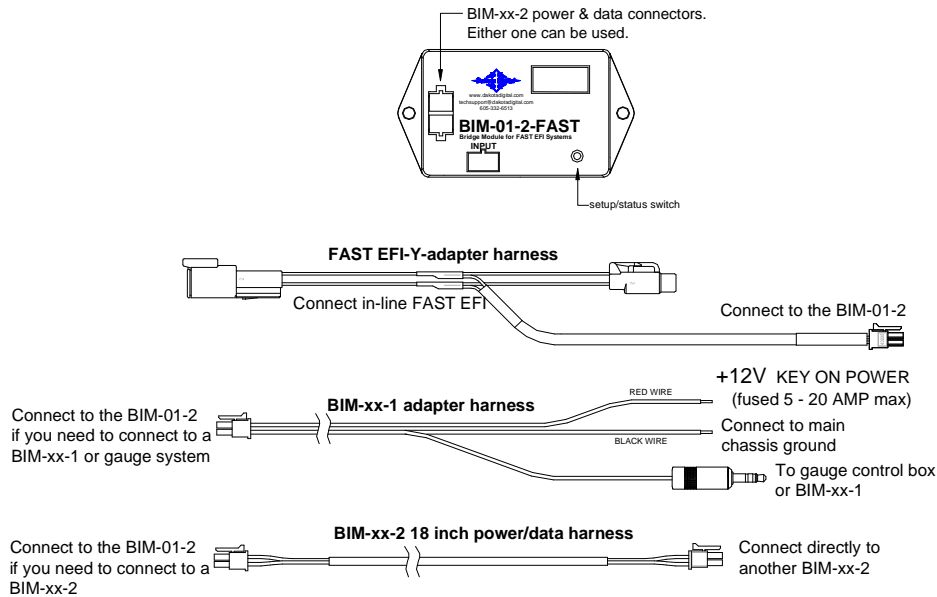 BIM-xx-2 power & data connectors.
Either one can be used.
www.dakotadigital.com
techsupport@dakotadigital.com
605-332-6513
BIM-01-2-FAST
Bridge Module for FAST EFI Systems
INPUT
setup/status switch
FAST EFI-Y-adapter harness
Connect in-line FAST EFI
Connect to the BIM-01-2
+12V KEY ON POWER
(fused 5 - 20 AMP max)
RED WIRE
BIM-xx-1 adapter harness
Connect to the BIM-01-2
if you need to connect to a
BIM-xx-1 or gauge system
BLACK WIRE
Connect to main
chassis ground
To gauge control box
or BIM-xx-1
BIM-xx-2 18 inch power/data harness
Connect to the BIM-01-2
if you need to connect to a
BIM-xx-2
Connect directly to
another BIM-xx-2